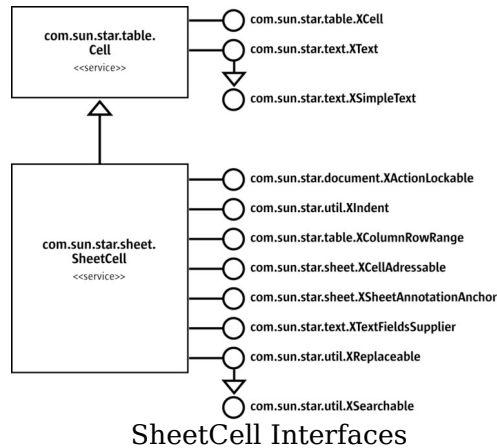 com.sun.star.table.
Cell
<<service>>
com.sun.star.table.XCell
com.sun.star.text.XText
com.sun.star.text.XSimpleText
com.sun.star.sheet.
SheetCell
<<service>>
com.sun.star.document.XActionLockable
com.sun.star.util.XIndent
com.sun.star.table.XColumnRowRange
com.sun.star.sheet.XCellAdressable
com.sun.star.sheet.XSheetAnnotationAnchor
com.sun.star.text.XTextFieldsSupplier
com.sun.star.util.XReplaceable
com.sun.star.util.XSearchable
SheetCell Interfaces